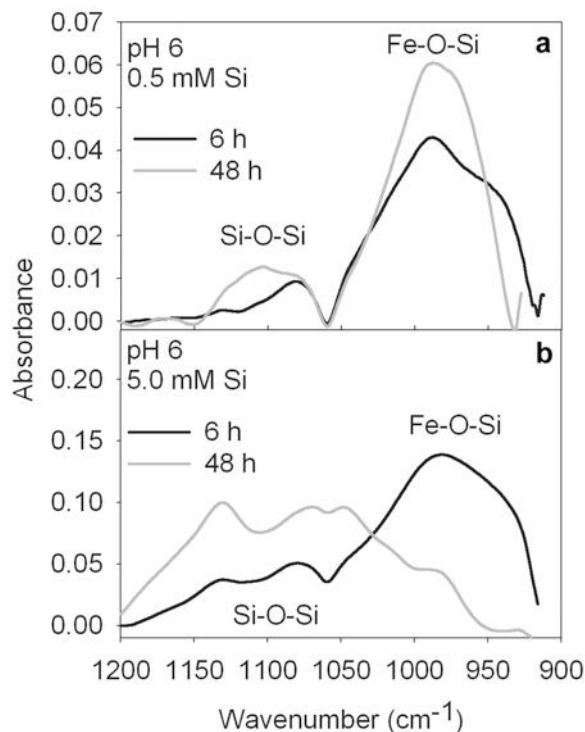 pH 6
0.5 mM Si
Fe-O-Si
a
6 h
48 h
Si-O-Si
0.07
0.06
0.05
0.04
0.03
0.02
0.01
0.00
Absorbance
pH 6
5.0 mM Si
b
6 h
48 h
Fe-O-Si
Si-O-Si
0.20
0.15
0.10
0.05
0.00
1200 1150 1100 1050 1000 950 900
Wavenumber (cm⁻¹)